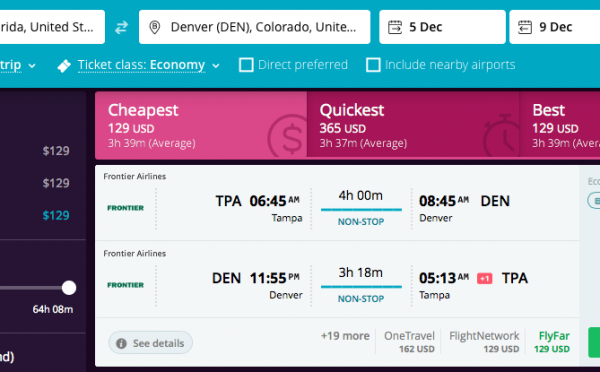 rida, United St...
Denver (DEN), Colorado, Unite...
5 Dec
9 Dec
trip
Ticket class: Economy
Direct preferred
Include nearby airports
$129
$129
$129
64h 08m
Cheapest
129 USD
3h 39m (Average)
Quickest
365 USD
3h 37m (Average)
Best
129 USD
3h 39m (Aver
Frontier Airlines
FRONTIER
TPA 06:45 AM
Tampa
4h 00m
NON-STOP
08:45 AM DEN
Denver
Frontier Airlines
FRONTIER
DEN 11:55 PM
Denver
3h 18m
NON-STOP
05:13 AM +1 TPA
Tampa
See details
+19 more
OneTravel
162 USD
FlightNetwork
129 USD
FlyFar
129 USD
Eco